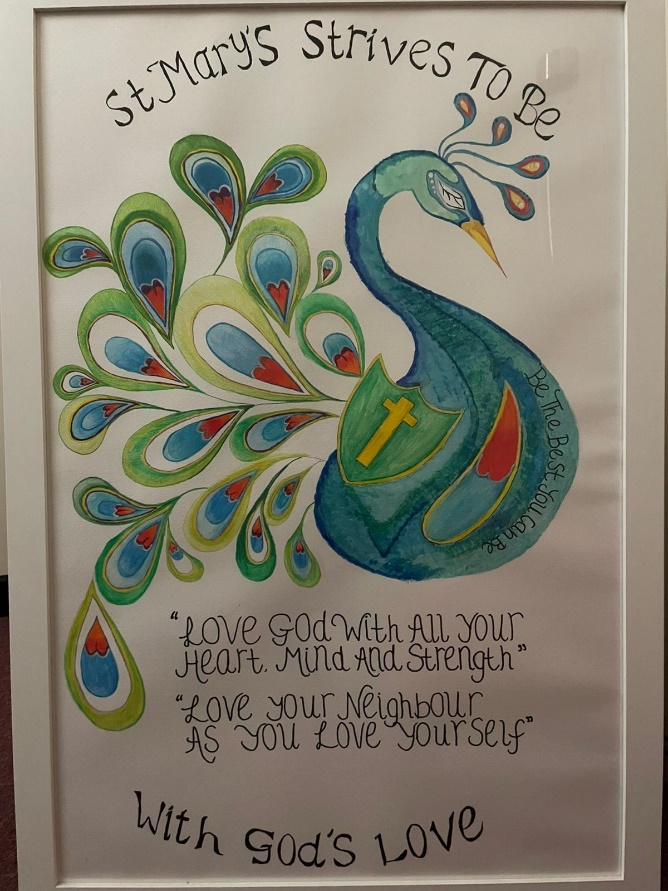 St Mary's Strives To Be
Be The Best You Can Be
"Love God With All Your
Heart. Mind And Strength"
"Love Your Neighbour
As You Love Yourself"
With God's Love